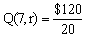 Q(7,r) = $120/20